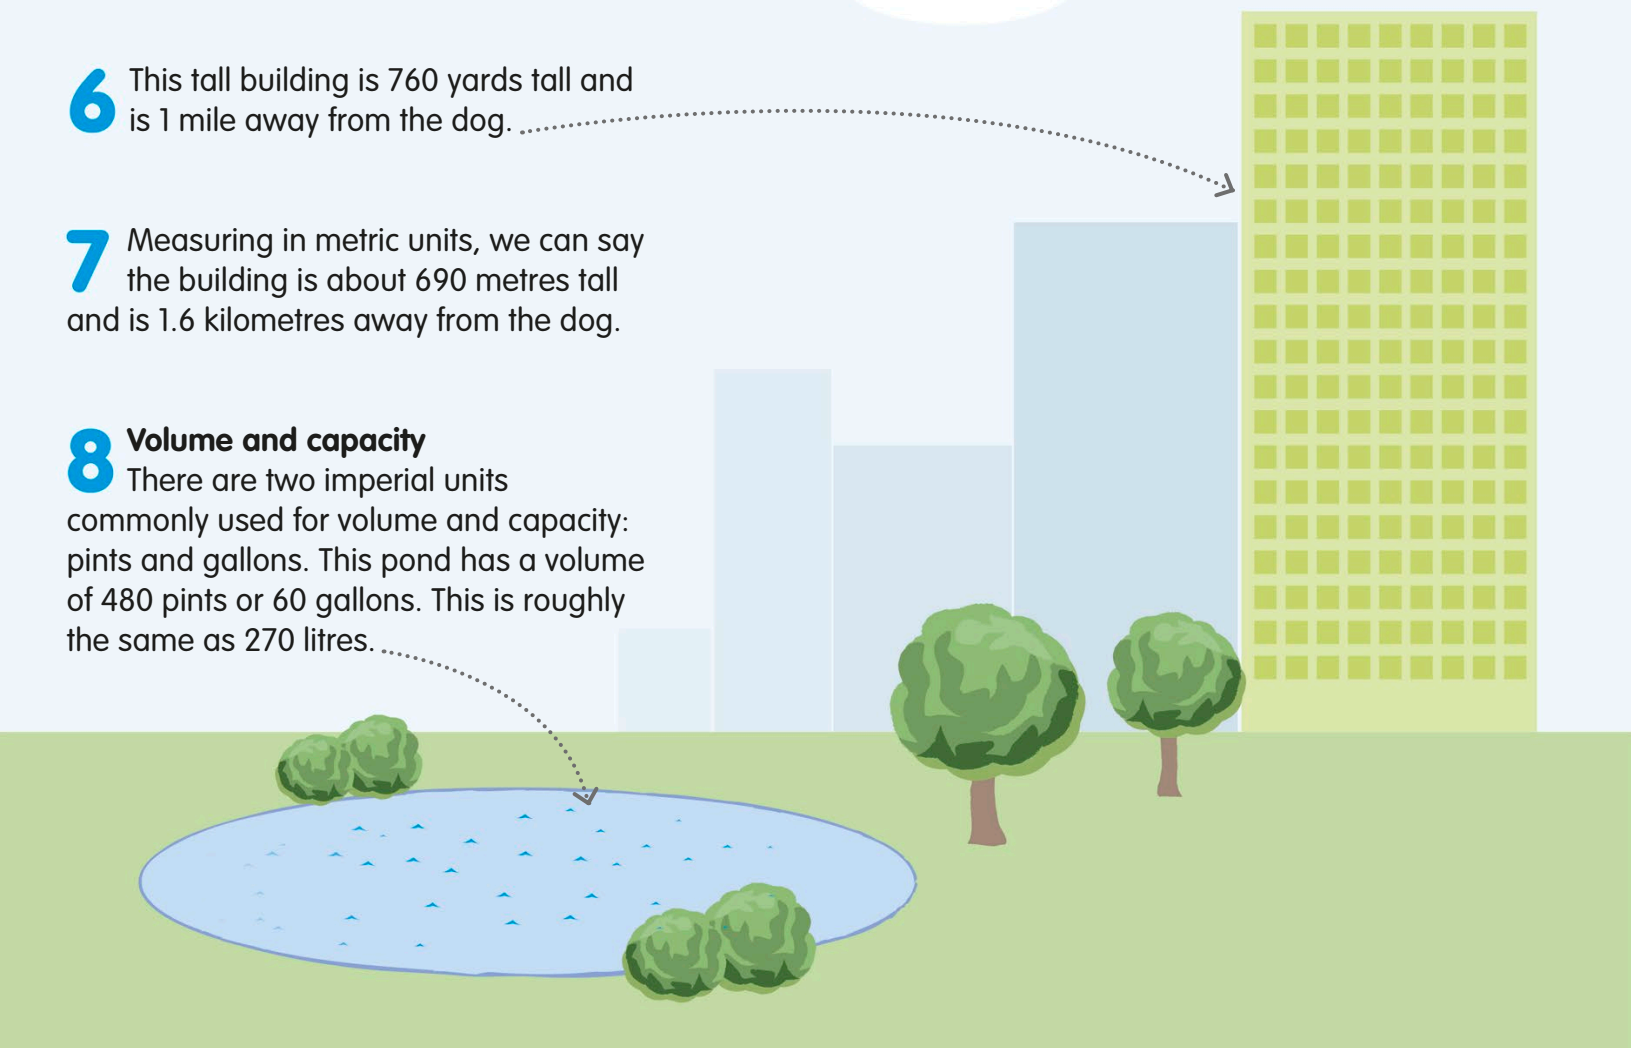 6 This tall building is 760 yards tall and
is 1 mile away from the dog.
7 Measuring in metric units, we can say
the building is about 690 metres tall
and is 1.6 kilometres away from the dog.
8 Volume and capacity
There are two imperial units
commonly used for volume and capacity:
pints and gallons. This pond has a volume
of 480 pints or 60 gallons. This is roughly
the same as 270 litres.